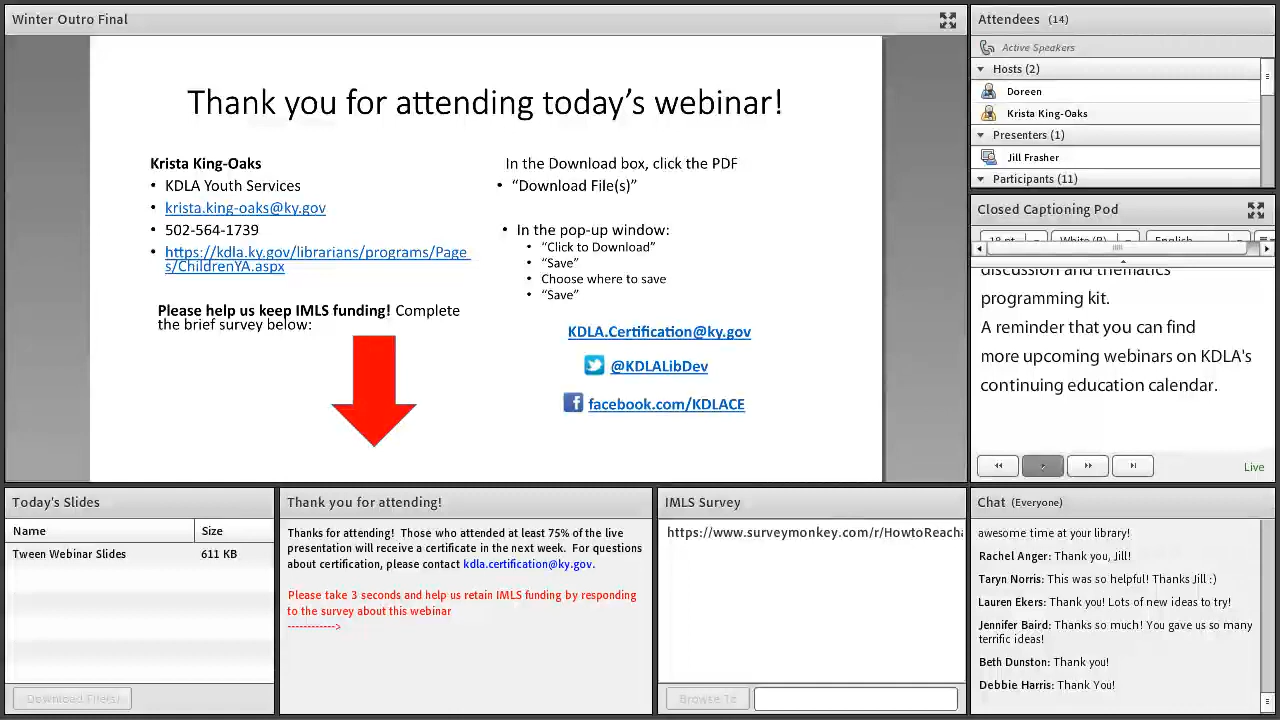 Winter Outro Final
Thank you for attending today's webinar!
Krista King-Oaks
• KDLA Youth Services
• krista.king-oaks@ky.gov
• 502-564-1739
• https://kdla.ky.gov/librarians/programs/Page
s/ChildrenYA.aspx
Please help us keep IMLS funding! Complete
the brief survey below:
In the Download box, click the PDF
• “Download File(s)”
• In the pop-up window:
• “Click to Download”
• “Save”
• Choose where to save
• “Save”
KDLA.Certification@ky.gov
@KDLALibDev
facebook.com/KDLACE
Attendees (14)
Active Speakers
Hosts (2)
Doreen
Krista King-Oaks
Presenters (1)
Jill Frasher
Participants (11)
Closed Captioning Pod
English
discussion and thematics
programming kit.
A reminder that you can find
more upcoming webinars on KDLA's
continuing education calendar.
Live
Today's Slides
Name Size
Tween Webinar Slides 611 KB
Download File(s)
Thank you for attending!
Thanks for attending! Those who attended at least 75% of the live
presentation will receive a certificate in the next week. For questions
about certification, please contact kdla.certification@ky.gov.
Please take 3 seconds and help us retain IMLS funding by responding
to the survey about this webinar
------------>
IMLS Survey
https://www.surveymonkey.com/r/HowtoReach
Browse To
Chat (Everyone)
awesome time at your library!
Rachel Anger: Thank you, Jill!
Taryn Norris: This was so helpful! Thanks Jill :)
Lauren Ekers: Thank you! Lots of new ideas to try!
Jennifer Baird: Thanks so much! You gave us so many
terrific ideas!
Beth Dunston: Thank you!
Debbie Harris: Thank You!